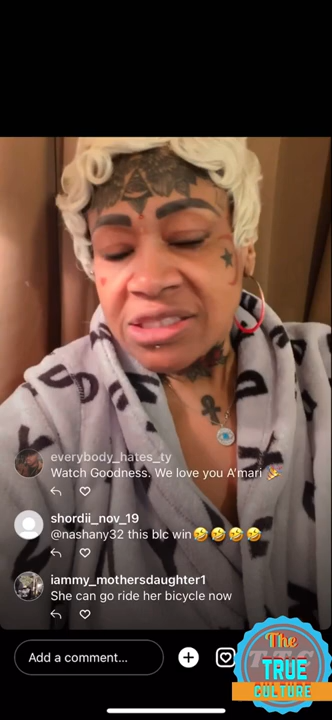 everybody_hates_ty
Watch Goodness. We love you A'mari 🎉
shordii_nov_19
@nashany32 this blc win🤣🤣🤣🤣
iammy_mothersdaughter1
She can go ride her bicycle now
Add a comment...
The
TRUE
CULTURE